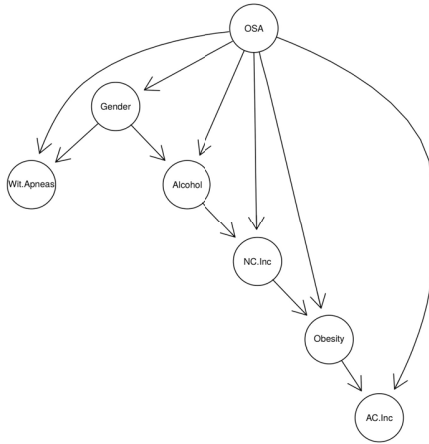 OSA
Gender
Wit.Apneas
Alcohol
NC.Inc
Obesity
AC.Inc